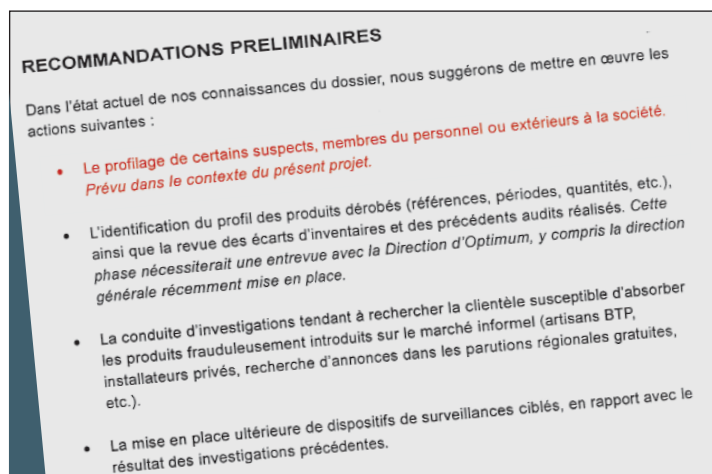 RECOMMANDATIONS PRELIMINAIRES
Dans l'état actuel de nos connaissances du dossier, nous suggérons de mettre en œuvre les
actions suivantes :
• Le profilage de certains suspects, membres du personnel ou extérieurs à la société.
Prévu dans le contexte du présent projet.
• L'identification du profil des produits dérobés (références, périodes, quantités, etc.),
ainsi que la revue des écarts d'inventaires et des précédents audits réalisés. Cette
phase nécessiterait une entrevue avec la Direction d'Optimum, y compris la direction
générale récemment mise en place.
• La conduite d'investigations tendant à rechercher la clientèle susceptible d'absorber
les produits frauduleusement introduits sur le marché informel (artisans BTP,
installateurs privés, recherche d'annonces dans les parutions régionales gratuites,
etc.).
• La mise en place ultérieure de dispositifs de surveillances ciblés, en rapport avec le
résultat des investigations précédentes.